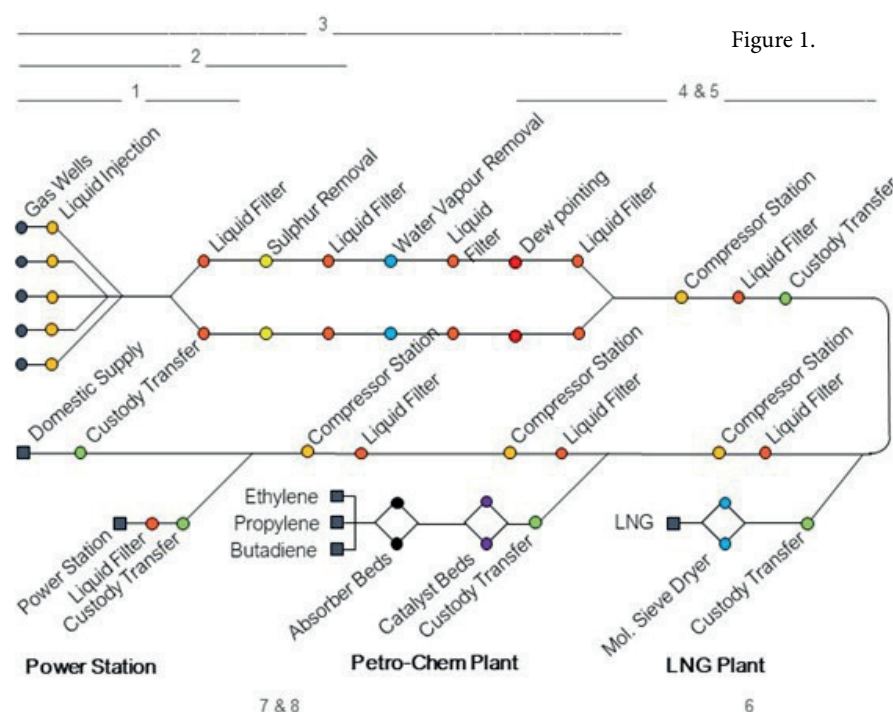 3
Figure 1.
2
1
4 & 5
Gas Wells
Liquid Injection
Liquid Filter
Sulphur Removal
Liquid Filter
Water Vapour Removal
Liquid
Filter
Dew pointing
Liquid Filter
Compressor Station
Liquid Filter
Custody Transfer
Domestic Supply
Custody Transfer
Compressor Station
Liquid Filter
Compressor Station
Liquid Filter
Compressor Station
Liquid Filter
Ethylene
Propylene
Butadiene
LNG
Power Station
Liquid Filter
Custody Transfer
Absorber Beds
Catalyst Beds
Custody Transfer
Mol. Sieve Dryer
Custody Transfer
Power Station
Petro-Chem Plant
LNG Plant
7 & 8
6